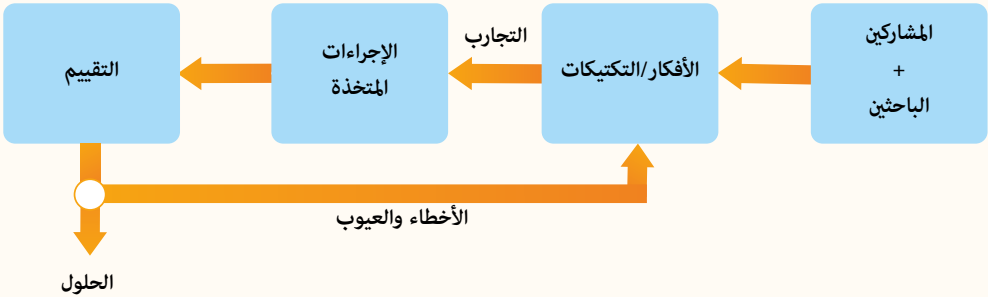 المشاركين
+
الباحثين
الأفكار/التكتيكات
التجارب
الإجراءات
المتخذة
التقييم
الأخطاء والعيوب
الحلول